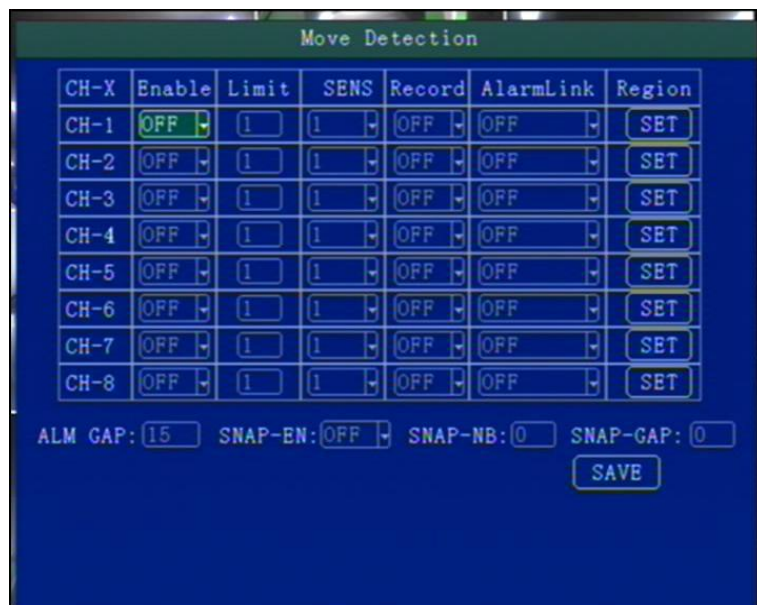 Move Detection
CH-X Enable Limit SENS Record AlarmLink Region
CH-1 OFF 1 1 OFF OFF SET
CH-2 OFF 1 1 OFF OFF SET
CH-3 OFF 1 1 OFF OFF SET
CH-4 OFF 1 1 OFF OFF SET
CH-5 OFF 1 1 OFF OFF SET
CH-6 OFF 1 1 OFF OFF SET
CH-7 OFF 1 1 OFF OFF SET
CH-8 OFF 1 1 OFF OFF SET
ALM GAP: 15 SNAP-EN: OFF SNAP-NB: 0 SNAP-GAP: 0
SAVE